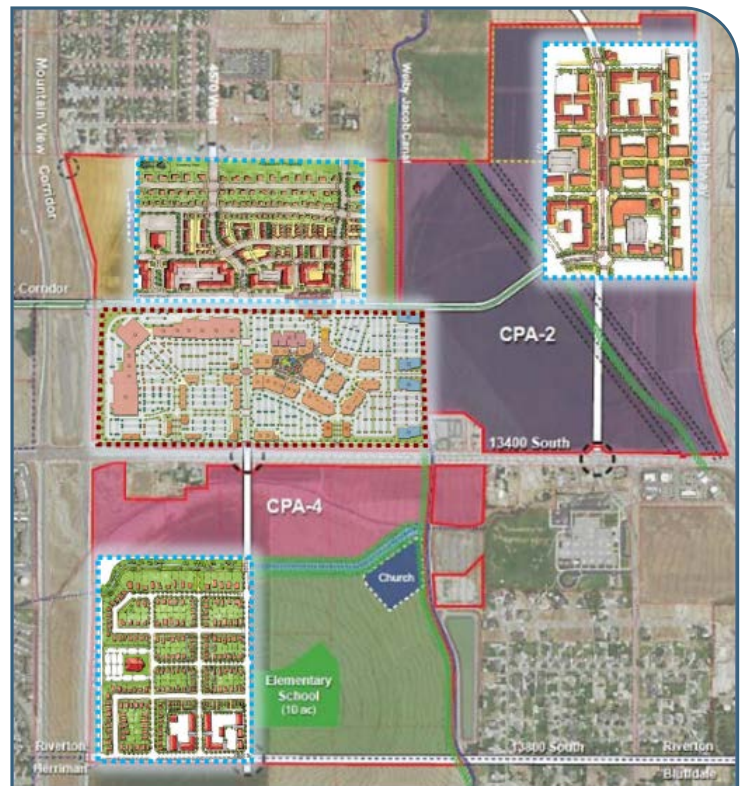 Mountain View
Corridor
4570 West
Welby Jacob Canal
Bangerter Highway
Corridor
CPA-2
13400 South
CPA-4
Church
Elementary
School
(10 ac)
Riverton
Herriman
13800 South
Riverton
Bluffdale